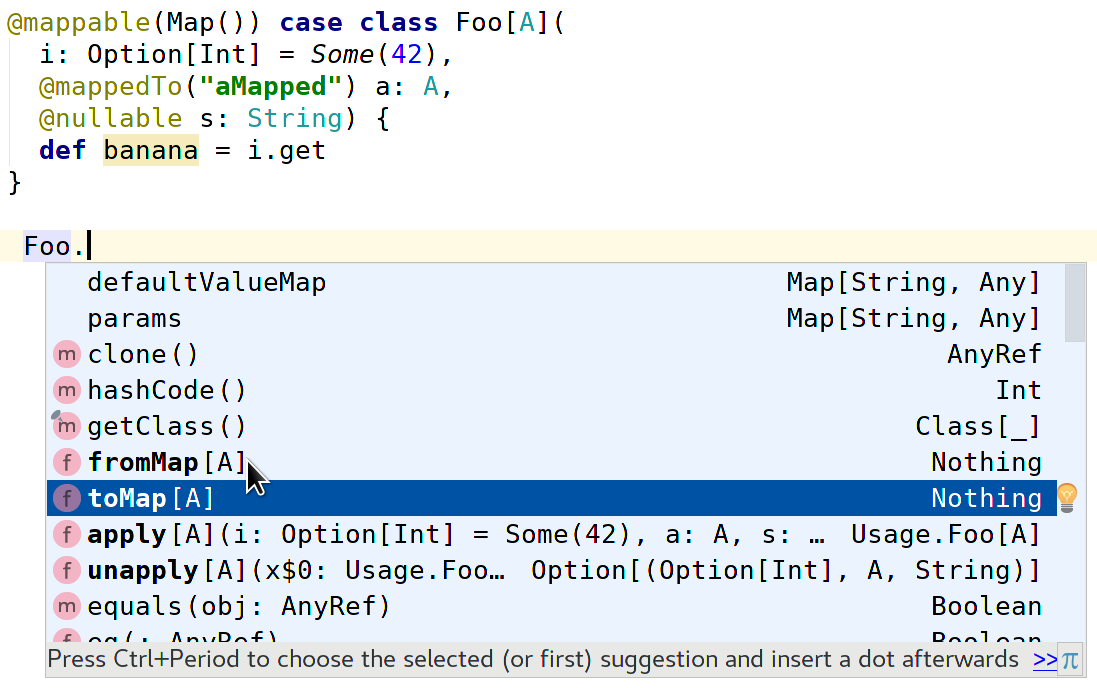 @mappable(Map()) case class Foo[A](
i: Option[Int] = Some(42),
@mappedTo("aMapped") a: A,
@nullable s: String) {
def banana = i.get
}
Foo.
defaultValueMap Map[String, Any]
params Map[String, Any]
m clone() AnyRef
m hashCode() Int
m getClass() Class[_]
f fromMap[A] Nothing
f toMap[A] Nothing
f apply[A](i: Option[Int] = Some(42), a: A, s: … Usage.Foo[A]
f unapply[A](x$0: Usage.Foo… Option[(Option[Int], A, String)]
m equals(obj: AnyRef) Boolean
f eq(: AnyRef) Boolean
Press Ctrl+Period to choose the selected (or first) suggestion and insert a dot afterwards >> π